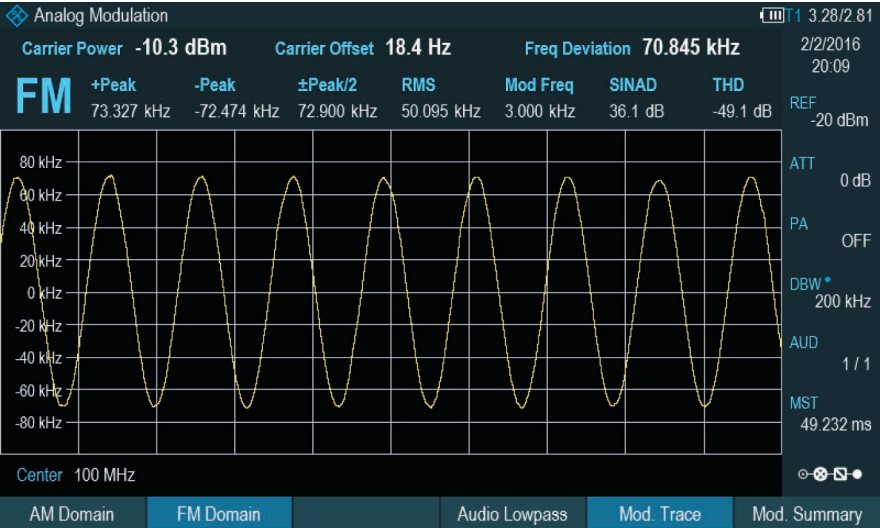 Analog Modulation T1 3.28/2.81
Carrier Power -10.3 dBm Carrier Offset 18.4 Hz Freq Deviation 70.845 kHz
2/2/2016
20:09
FM
+Peak -Peak ±Peak/2 RMS Mod Freq SINAD THD
73.327 kHz -72.474 kHz 72.900 kHz 50.095 kHz 3.000 kHz 36.1 dB -49.1 dB
REF
-20 dBm
ATT
0 dB
PA
OFF
DBW
200 kHz
AUD
1 / 1
MST
49.232 ms
80 kHz
60 kHz
40 kHz
20 kHz
0 kHz
-20 kHz
-40 kHz
-60 kHz
-80 kHz
Center 100 MHz
AM Domain FM Domain Audio Lowpass Mod. Trace Mod. Summary